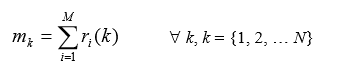 m_k = \sum_{i=1}^{M} r_i(k)  ∀ k, k = {1, 2, … N}